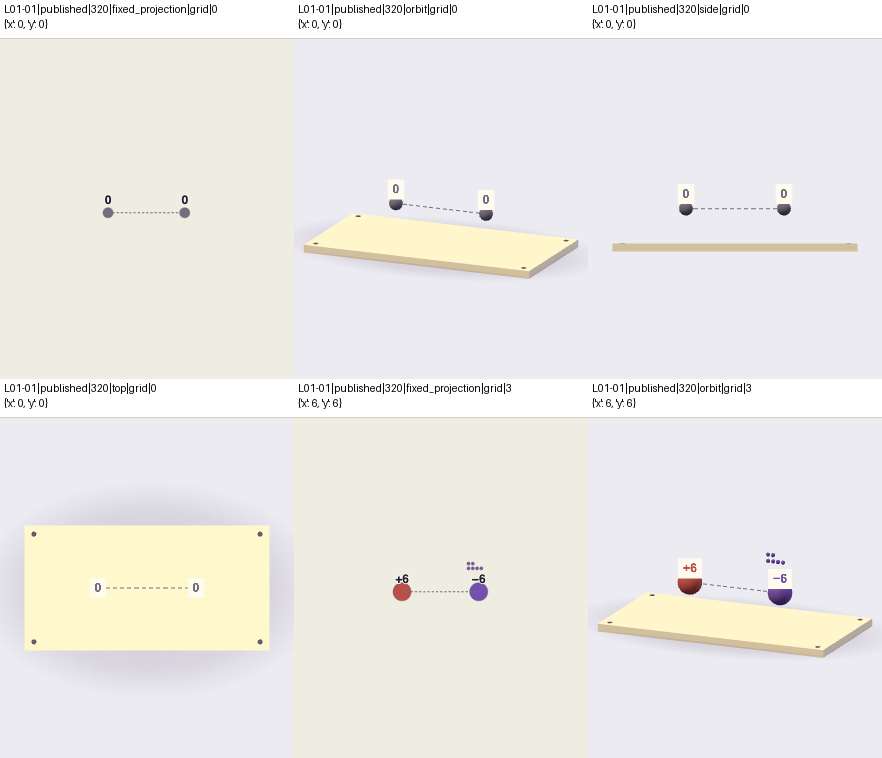 L01-01|published|320|fixed_projection|grid|0
{'x': 0, 'y': 0}
L01-01|published|320|orbit|grid|0
{'x': 0, 'y': 0}
L01-01|published|320|side|grid|0
{'x': 0, 'y': 0}
0 0
0 0
0 0
L01-01|published|320|top|grid|0
{'x': 0, 'y': 0}
L01-01|published|320|fixed_projection|grid|3
{'x': 6, 'y': 6}
L01-01|published|320|orbit|grid|3
{'x': 6, 'y': 6}
0 0
+6 −6
+6 −6